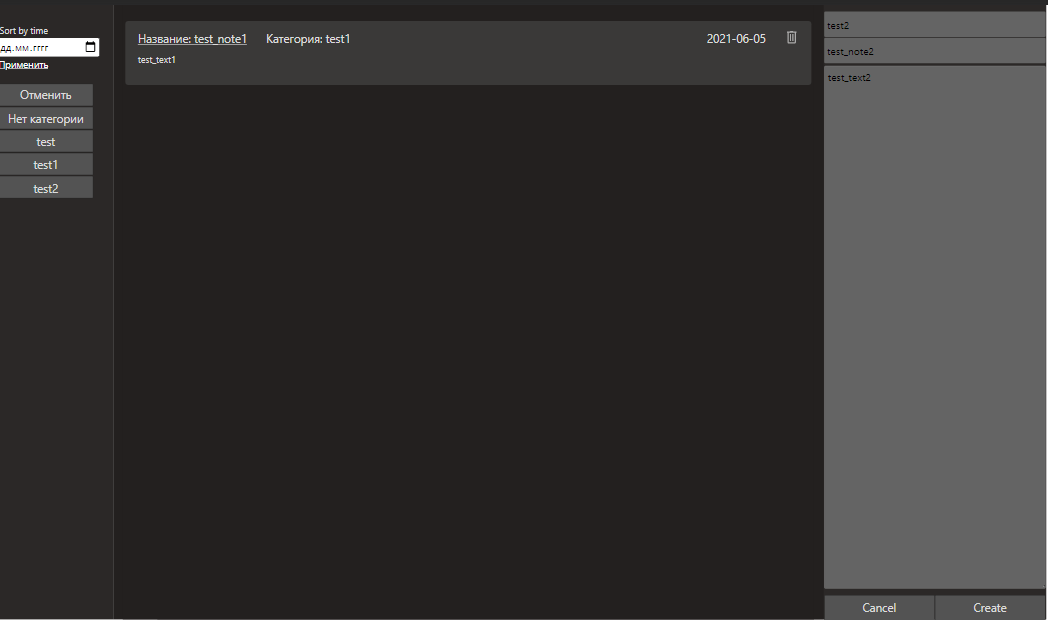 Sort by time
дд.мм.гггг
Применить
Отменить
Нет категории
test
test1
test2
Название: test_note1 Категория: test1 2021-06-05
test_text1
test2
test_note2
test_text2
Cancel Create